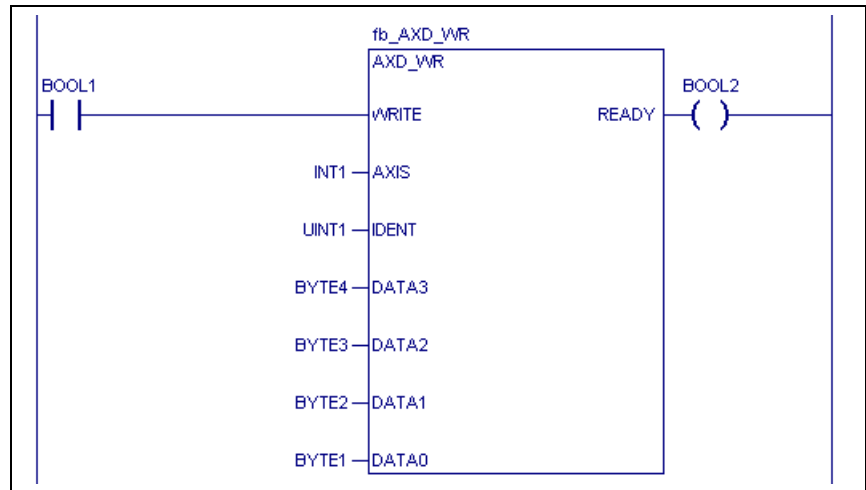 fb_AXD_WR
AXD_WR
BOOL1
BOOL2
WRITE
READY
INT1
AXIS
UINT1
IDENT
BYTE4
DATA3
BYTE3
DATA2
BYTE2
DATA1
BYTE1
DATA0